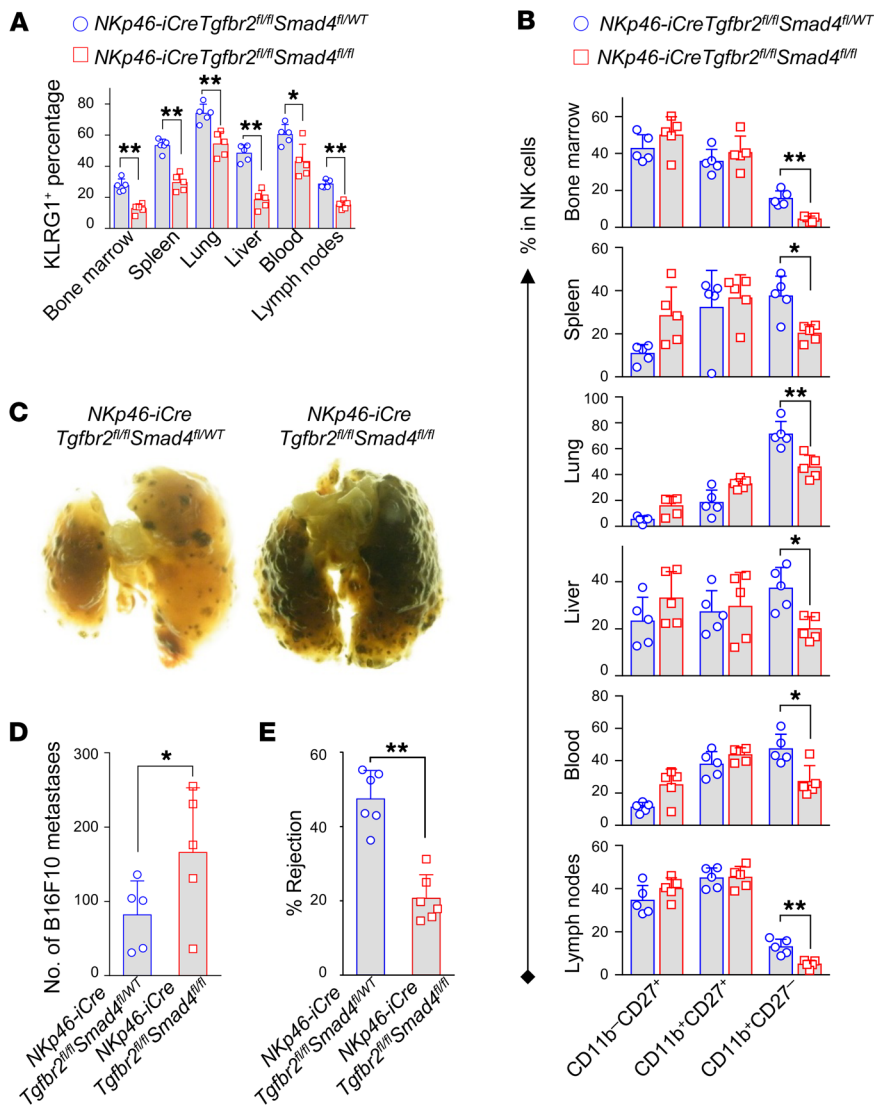 A
NKp46-iCreTgfbr2fl/flSmad4fl/WT
NKp46-iCreTgfbr2fl/flSmad4fl/fl
KLRG1+ percentage
80
60
40
20
0
**
**
**
**
*
**
Bone marrow
Spleen
Lung
Liver
Blood
Lymph nodes
B
NKp46-iCreTgfbr2fl/flSmad4fl/WT
NKp46-iCreTgfbr2fl/flSmad4fl/fl
% in NK cells
Bone marrow
60
40
20
0
**
Spleen
60
40
20
0
*
Lung
100
80
60
40
20
0
**
Liver
40
20
0
*
Blood
80
60
40
20
0
*
Lymph nodes
60
40
20
0
**
CD11b−CD27+
CD11b+CD27+
CD11b+CD27−
C
NKp46-iCre
Tgfbr2fl/flSmad4fl/WT
NKp46-iCre
Tgfbr2fl/flSmad4fl/fl
D
No. of B16F10 metastases
300
200
100
0
*
NKp46-iCre
Tgfbr2fl/flSmad4fl/WT
NKp46-iCre
Tgfbr2fl/flSmad4fl/fl
E
% Rejection
60
40
20
0
**
NKp46-iCre
Tgfbr2fl/flSmad4fl/WT
NKp46-iCre
Tgfbr2fl/flSmad4fl/fl